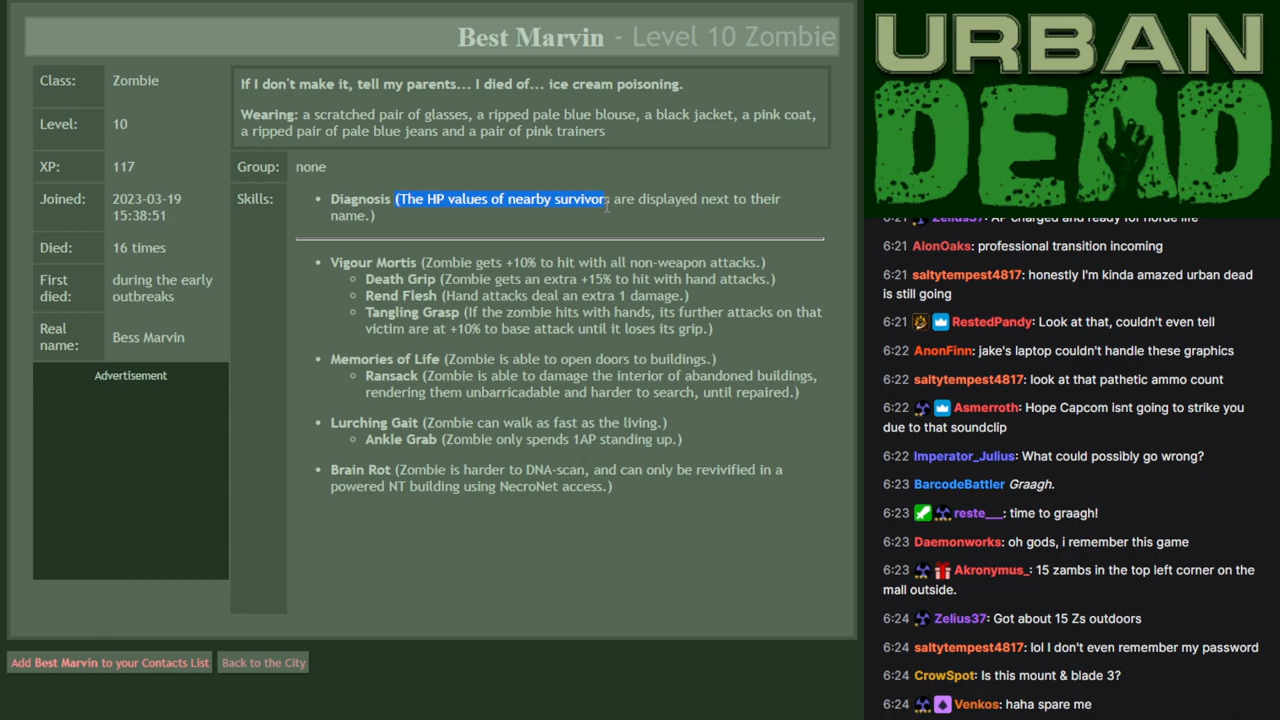 Best Marvin - Level 10 Zombie
Class: Zombie
Level: 10
XP: 117
Joined: 2023-03-19
15:38:51
Died: 16 times
First
died:
during the early
outbreaks
Real
name:
Bess Marvin
Advertisement
If I don't make it, tell my parents... I died of... ice cream poisoning.
Wearing: a scratched pair of glasses, a ripped pale blue blouse, a black jacket, a pink coat,
a ripped pair of pale blue jeans and a pair of pink trainers
Group: none
Skills:
• Diagnosis (The HP values of nearby survivors are displayed next to their
name.)
• Vigour Mortis (Zombie gets +10% to hit with all non-weapon attacks.)
Death Grip (Zombie gets an extra +15% to hit with hand attacks.)
Rend Flesh (Hand attacks deal an extra 1 damage.)
Tangling Grasp (If the zombie hits with hands, its further attacks on that
victim are at +10% to base attack until it loses its grip.)
• Memories of Life (Zombie is able to open doors to buildings.)
Ransack (Zombie is able to damage the interior of abandoned buildings,
rendering them unbarricadable and harder to search, until repaired.)
• Lurching Gait (Zombie can walk as fast as the living.)
Ankle Grab (Zombie only spends 1AP standing up.)
• Brain Rot (Zombie is harder to DNA-scan, and can only be revivified in a
powered NT building using NecroNet access.)
Add Best Marvin to your Contacts List
Back to the City
URBAN
DEAD
6:21 Zelius37: AP charged and ready for horde life
6:21 AlonOaks: professional transition incoming
6:21 saltytempest4817: honestly I'm kinda amazed urban dead
is still going
6:21 RestedPandy: Look at that, couldn't even tell
6:22 AnonFinn: jake's laptop couldn't handle these graphics
6:22 saltytempest4817: look at that pathetic ammo count
6:22 Asmerroth: Hope Capcom isnt going to strike you
due to that soundclip
6:22 Imperator_Julius: What could possibly go wrong?
6:23 BarcodeBattler Graagh.
6:23 reste___: time to graagh!
6:23 Daemonworks: oh gods, i remember this game
6:23 Akronymus_: 15 zambs in the top left corner on the
mall outside.
6:24 Zelius37: Got about 15 Zs outdoors
6:24 saltytempest4817: lol I don't even remember my password
6:24 CrowSpot: Is this mount & blade 3?
6:24 Venkos: haha spare me